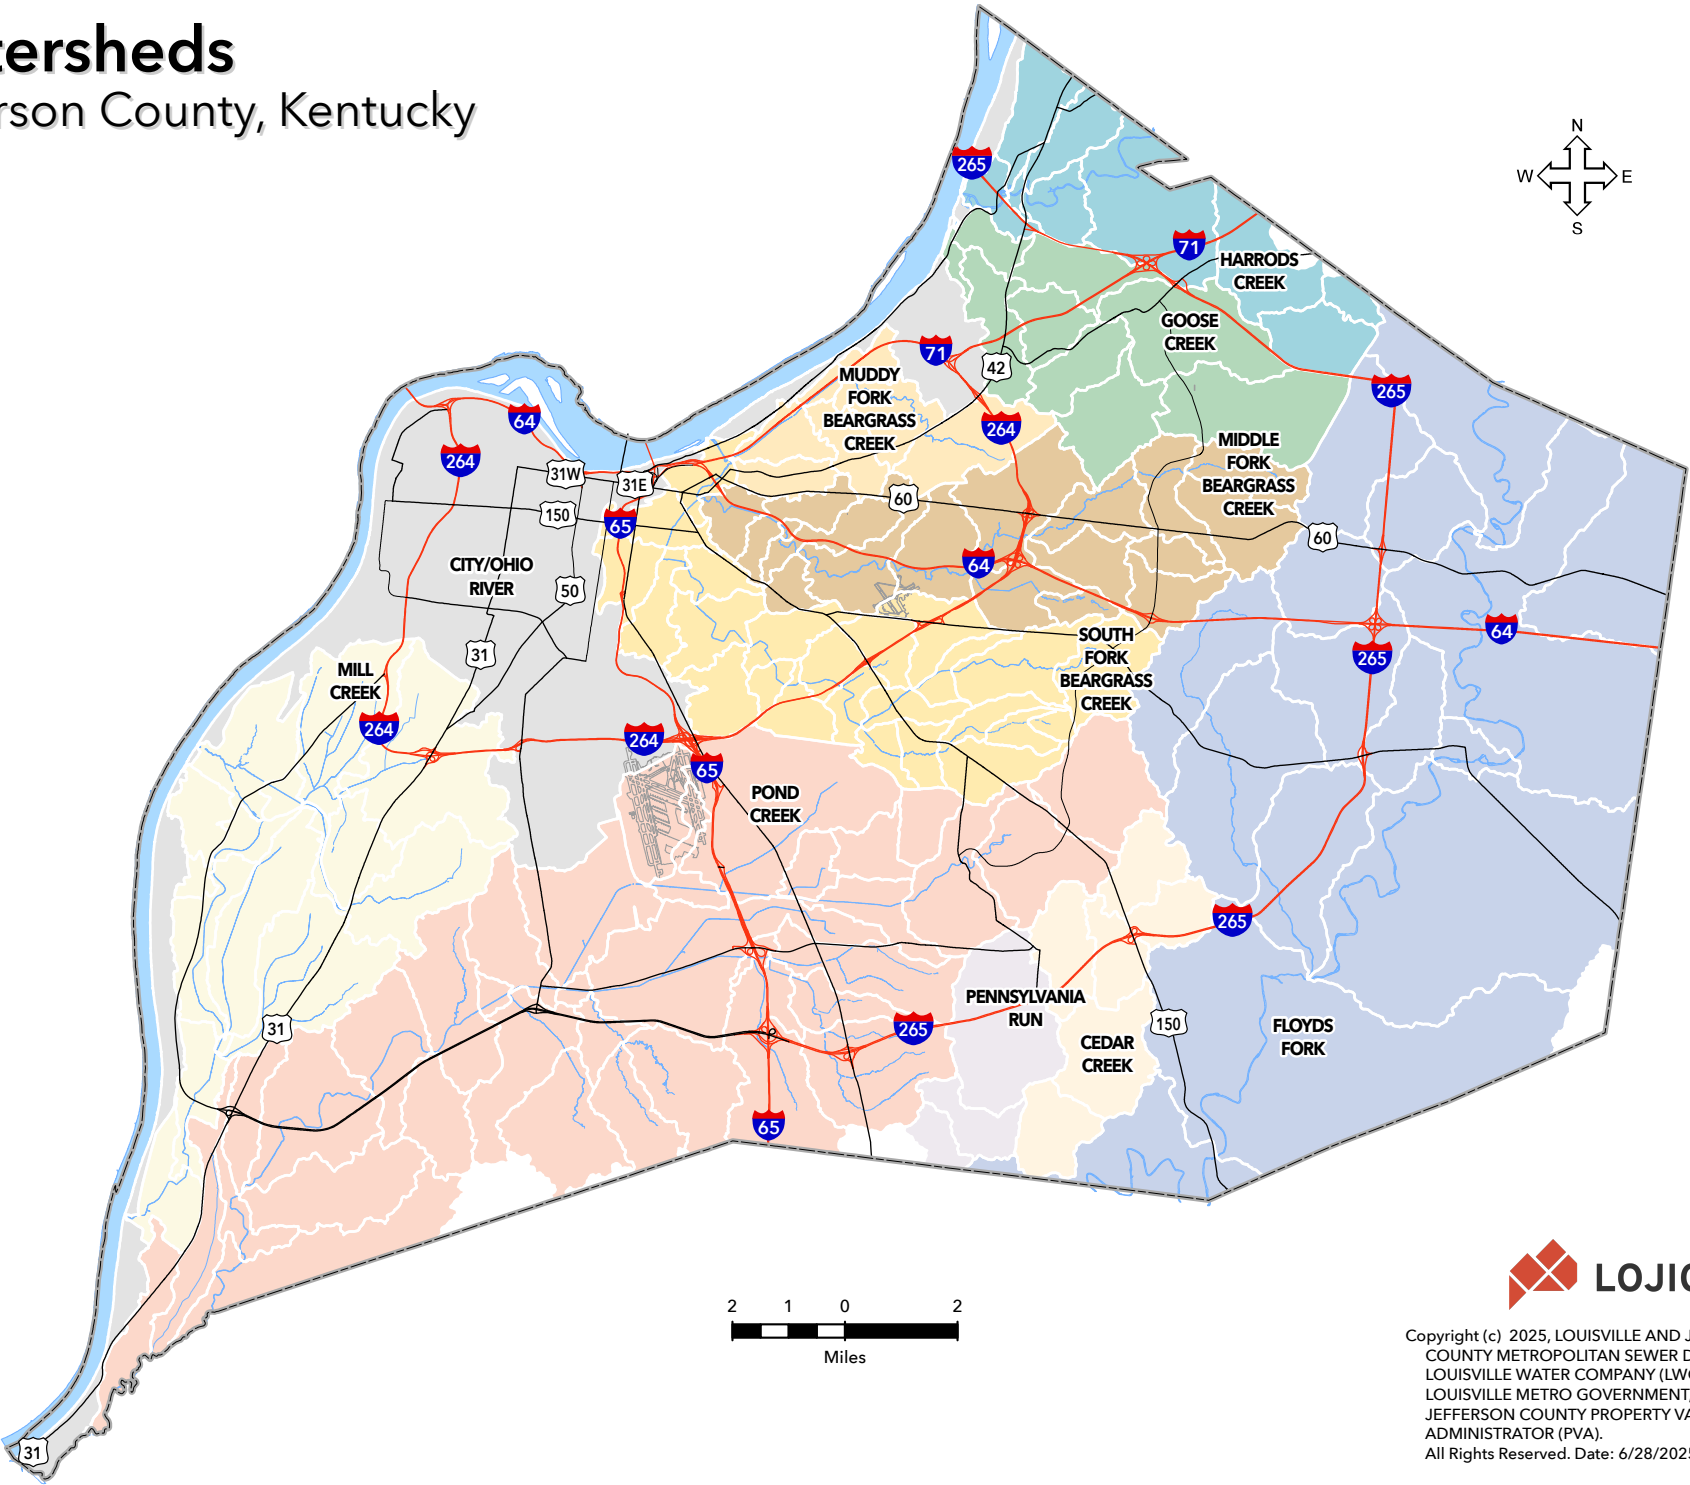 tersheds
rson County, Kentucky
N
W E
S
265
71
HARRODS
CREEK
GOOSE
CREEK
71
42
MUDDY
FORK
BEARGRASS
CREEK
265
64
264
264
MIDDLE
FORK
BEARGRASS
CREEK
31W
31E
60
150
65
60
64
CITY/OHIO
RIVER
50
64
SOUTH
FORK
BEARGRASS
CREEK
31
265
MILL
CREEK
264
264
65
POND
CREEK
265
PENNSYLVANIA
RUN
31
265
150
FLOYDS
FORK
CEDAR
CREEK
65
2 1 0 2
Miles
31
LOJIC
Copyright (c) 2025, LOUISVILLE AND J
COUNTY METROPOLITAN SEWER D
LOUISVILLE WATER COMPANY (LW
LOUISVILLE METRO GOVERNMENT,
JEFFERSON COUNTY PROPERTY VA
ADMINISTRATOR (PVA).
All Rights Reserved. Date: 6/28/2025